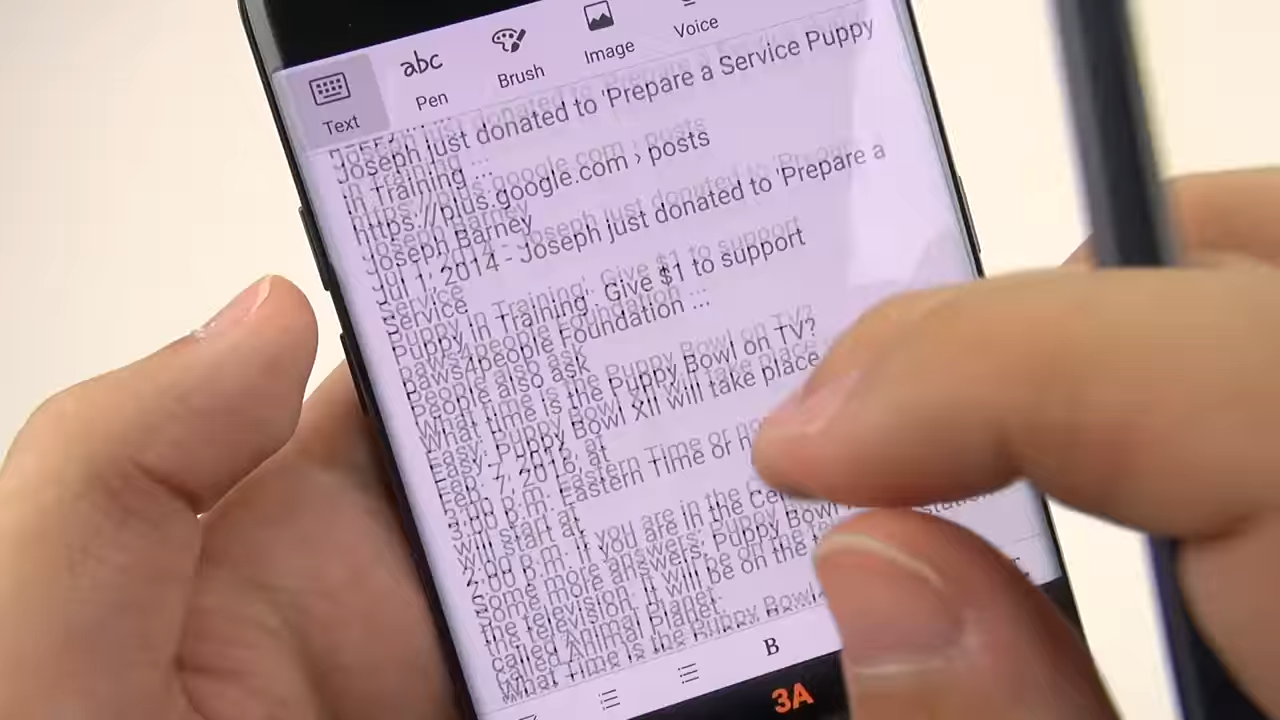 abc
Text
Pen
Brush
Image
Voice
Joseph just donated to 'Prepare a Service Puppy
in Training ...
https://plus.google.com › posts
Joseph Barney
Jul 1, 2014 - Joseph just donated to 'Prepare a
Service
Puppy in Training'. Give $1 to support
paws4people Foundation ...
People also ask
What time is the Puppy Bowl on TV?
Easy: Puppy Bowl XII will take place
Feb. 7, 2016, at
3:00 p.m. Eastern Time or
will start at
2:00 p.m. if you are in the
Some more answers: Puppy Bowl
the television. It will be on the
called Animal Planet.
What Time is the Puppy Bowl
B
3A